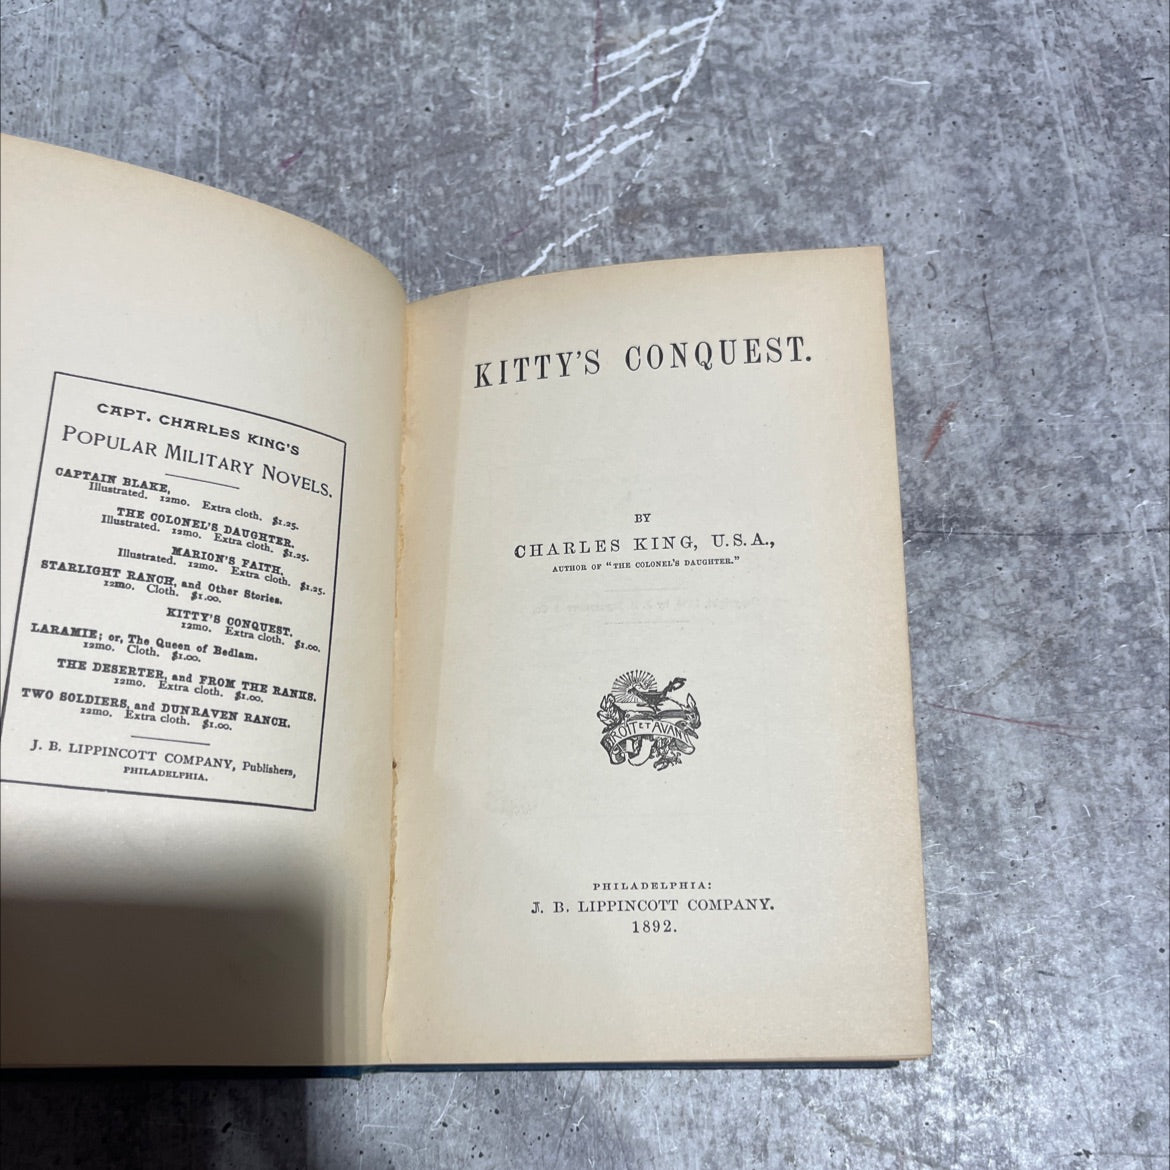 CAPT. CHARLES KING'S
POPULAR MILITARY NOVELS.
CAPTAIN BLAKE,
Illustrated. 12mo. Extra cloth. $1.25.
THE COLONEL'S DAUGHTER.
Illustrated. 12mo. Extra cloth. $1.25.
MARION'S FAITH.
Illustrated. 12mo. Extra cloth. $1.25.
STARLIGHT RANCH, and Other Stories.
12mo. Cloth. $1.00.
KITTY'S CONQUEST.
12mo. Extra cloth. $1.00.
LARAMIE; or, The Queen of Bedlam.
12mo. Cloth. $1.00.
THE DESERTER, and FROM THE RANKS.
12mo. Extra cloth. $1.00.
TWO SOLDIERS, and DUNRAVEN RANCH.
12mo. Extra cloth. $1.00.
J. B. LIPPINCOTT COMPANY, Publishers,
PHILADELPHIA.
KITTY'S CONQUEST.
BY
CHARLES KING, U.S.A.,
AUTHOR OF "THE COLONEL'S DAUGHTER."
DROIT ET AVANT
PHILADELPHIA:
J. B. LIPPINCOTT COMPANY.
1892.